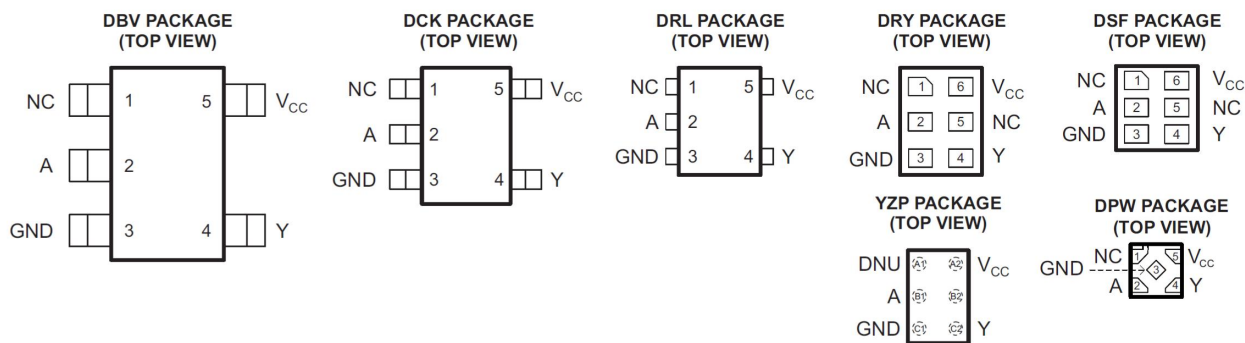 DBV PACKAGE
(TOP VIEW)
NC 1 5 VCC
A 2
GND 3 4 Y
DCK PACKAGE
(TOP VIEW)
NC 1 5 VCC
A 2
GND 3 4 Y
DRL PACKAGE
(TOP VIEW)
NC 1 5 VCC
A 2
GND 3 4 Y
DRY PACKAGE
(TOP VIEW)
NC 1 6 VCC
A 2 5 NC
GND 3 4 Y
DSF PACKAGE
(TOP VIEW)
NC 1 6 VCC
A 2 5 NC
GND 3 4 Y
YZP PACKAGE
(TOP VIEW)
DNU A1 A2 VCC
A B1 B2
GND C1 C2 Y
DPW PACKAGE
(TOP VIEW)
NC 1 5 VCC
GND 3
A 2 4 Y